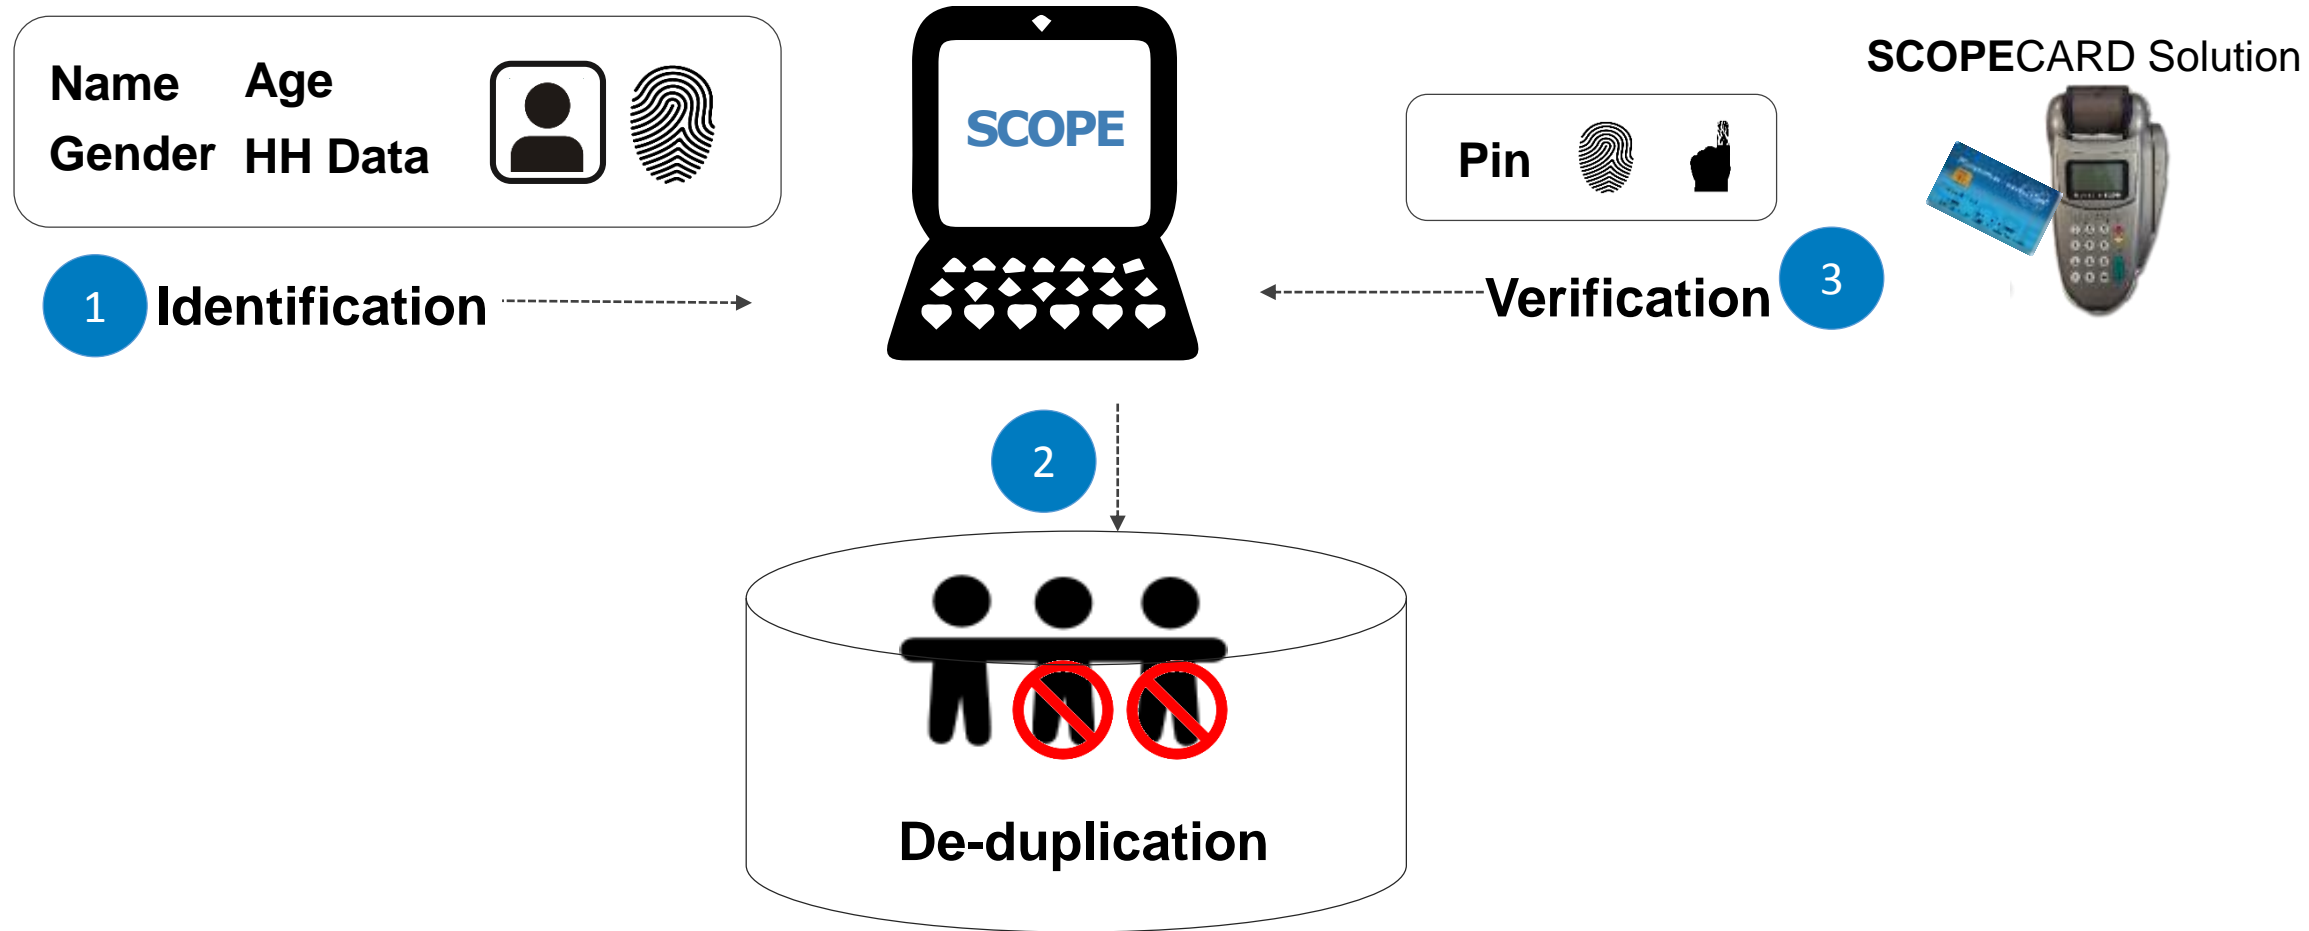 Name Age
Gender HH Data
1 Identification
SCOPE
2
De-duplication
Pin
Verification 3
SCOPECARD Solution